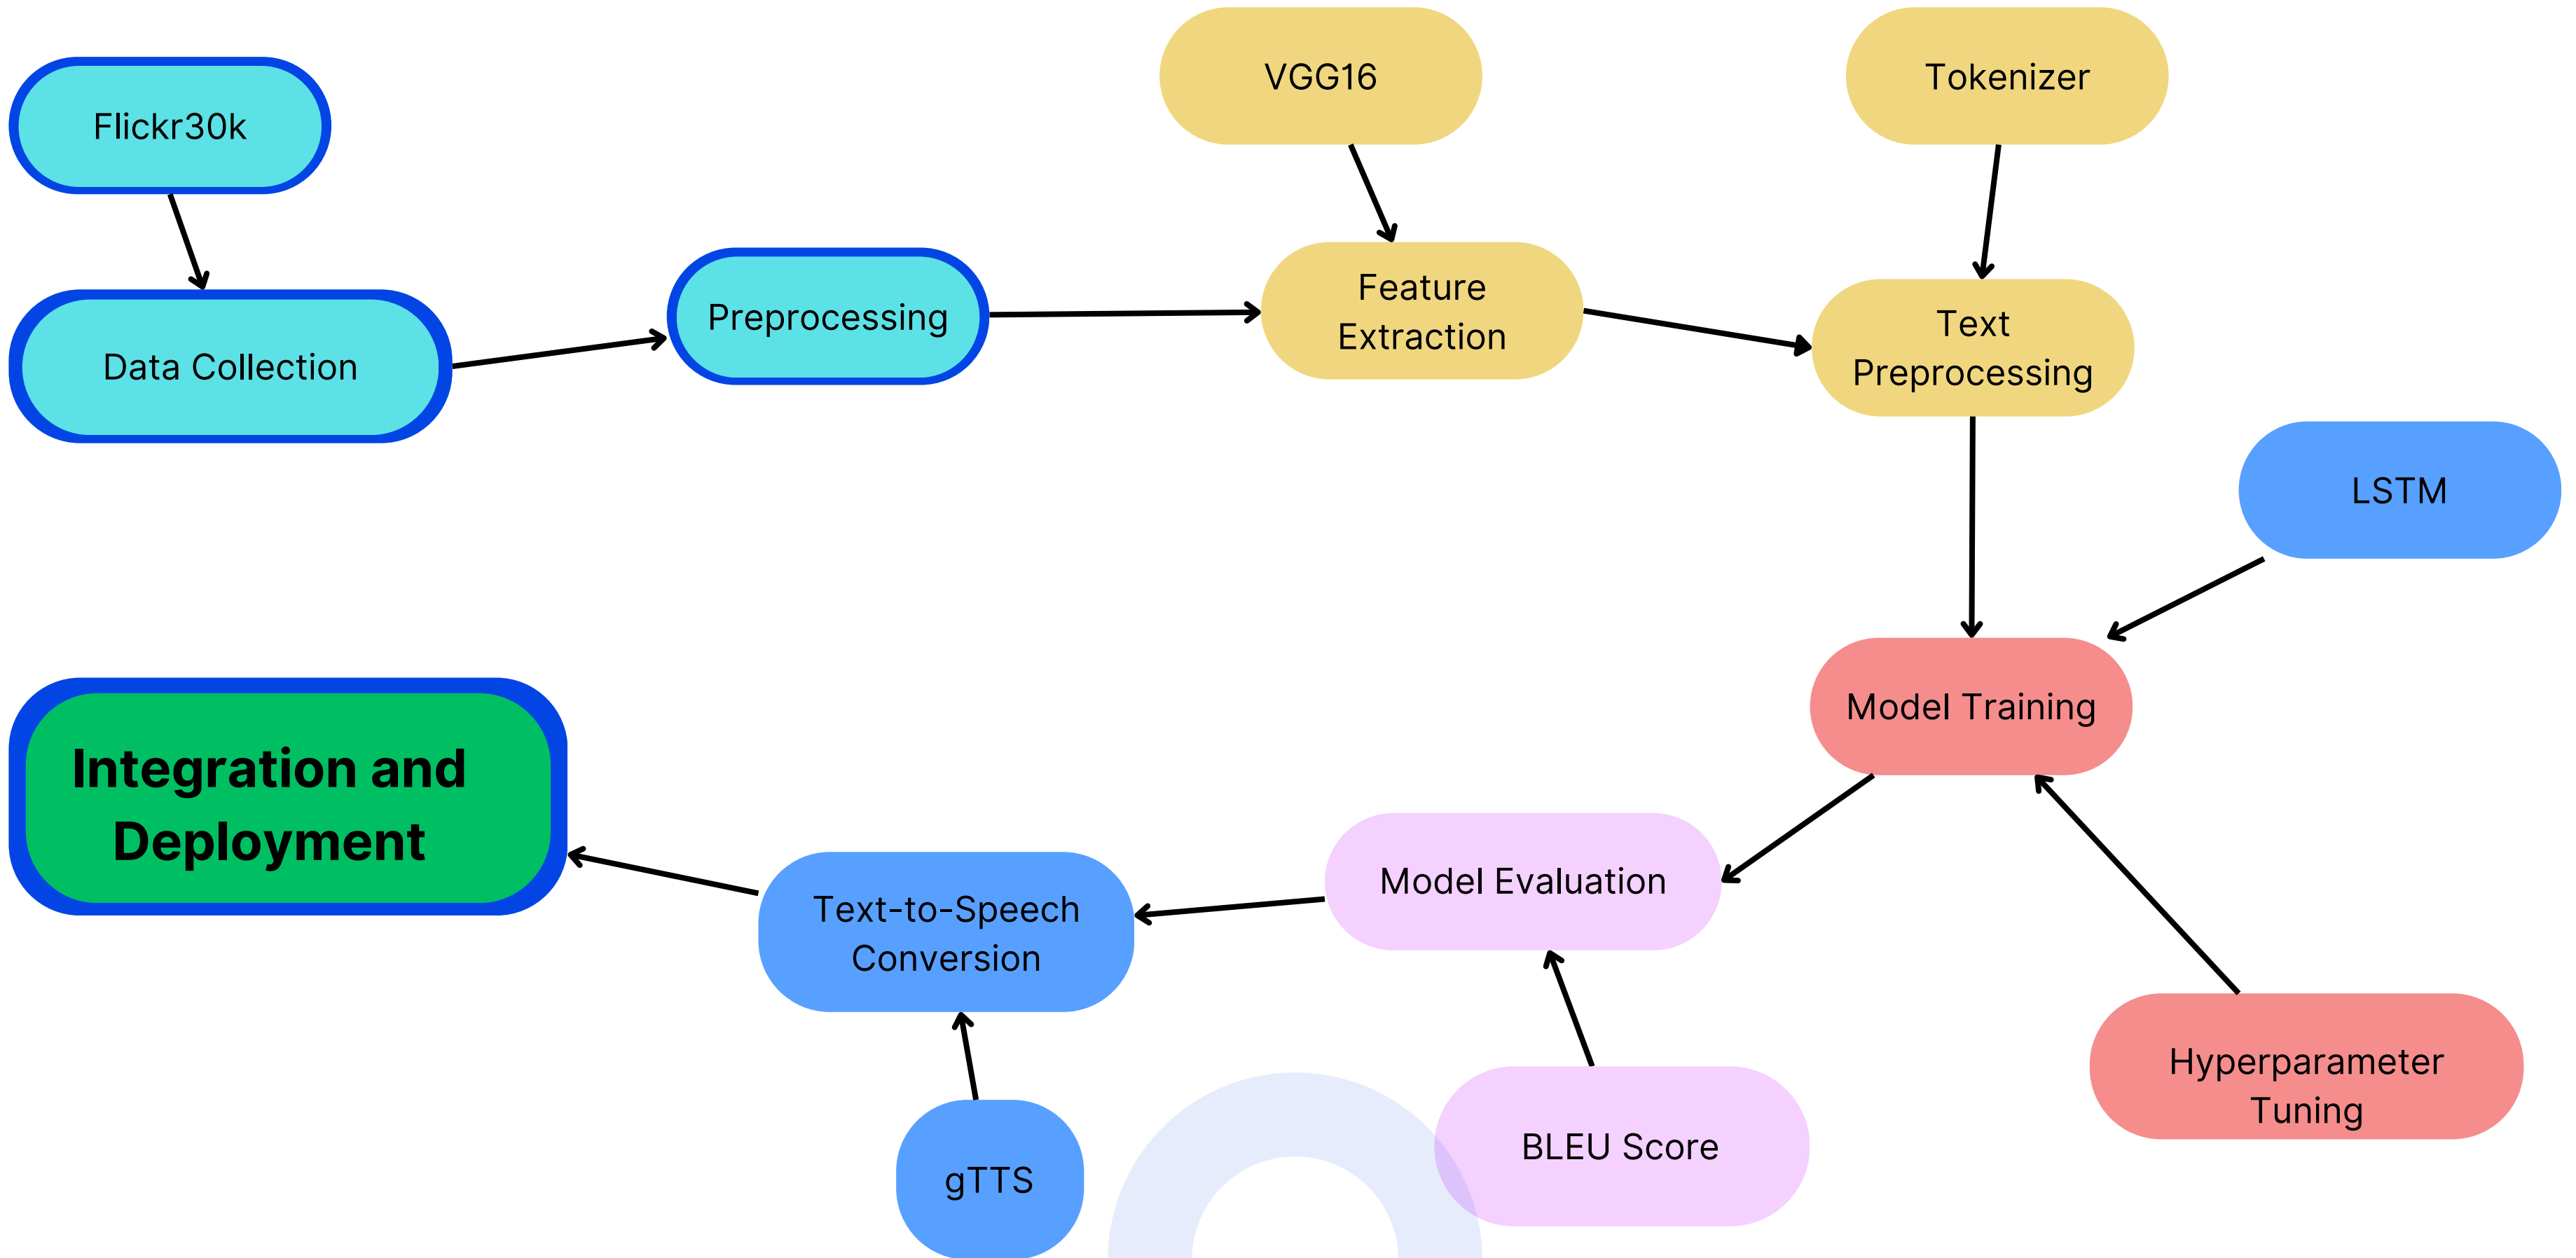 Flickr30k
VGG16
Tokenizer
Data Collection
Preprocessing
Feature
Extraction
Text
Preprocessing
LSTM
Model Training
Integration and
Deployment
Text-to-Speech
Conversion
Model Evaluation
Hyperparameter
Tuning
BLEU Score
gTTS